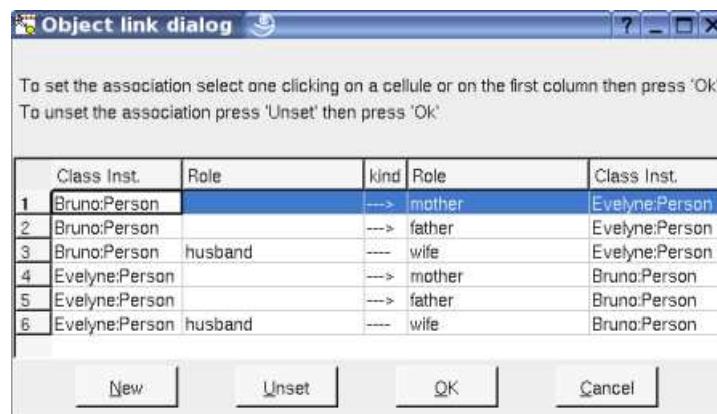 Object link dialog ? _
To set the association select one clicking on a cellule or on the first column then press 'Ok'
To unset the association press 'Unset' then press 'Ok'
Class Inst. Role kind Role Class Inst.
1 Bruno:Person ---> mother Evelyne:Person
2 Bruno:Person ---> father Evelyne:Person
3 Bruno:Person husband ---- wife Evelyne:Person
4 Evelyne:Person ---> mother Bruno:Person
5 Evelyne:Person ---> father Bruno:Person
6 Evelyne:Person husband ---- wife Bruno:Person
New Unset OK Cancel